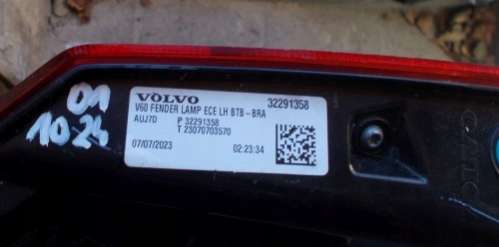 VOLVO 32291358
V60 FENDER LAMP ECE LH BTB-BRA
AUJ7D P 32291358
T 23070703570
07/07/2023 02:23:34
01
10.24